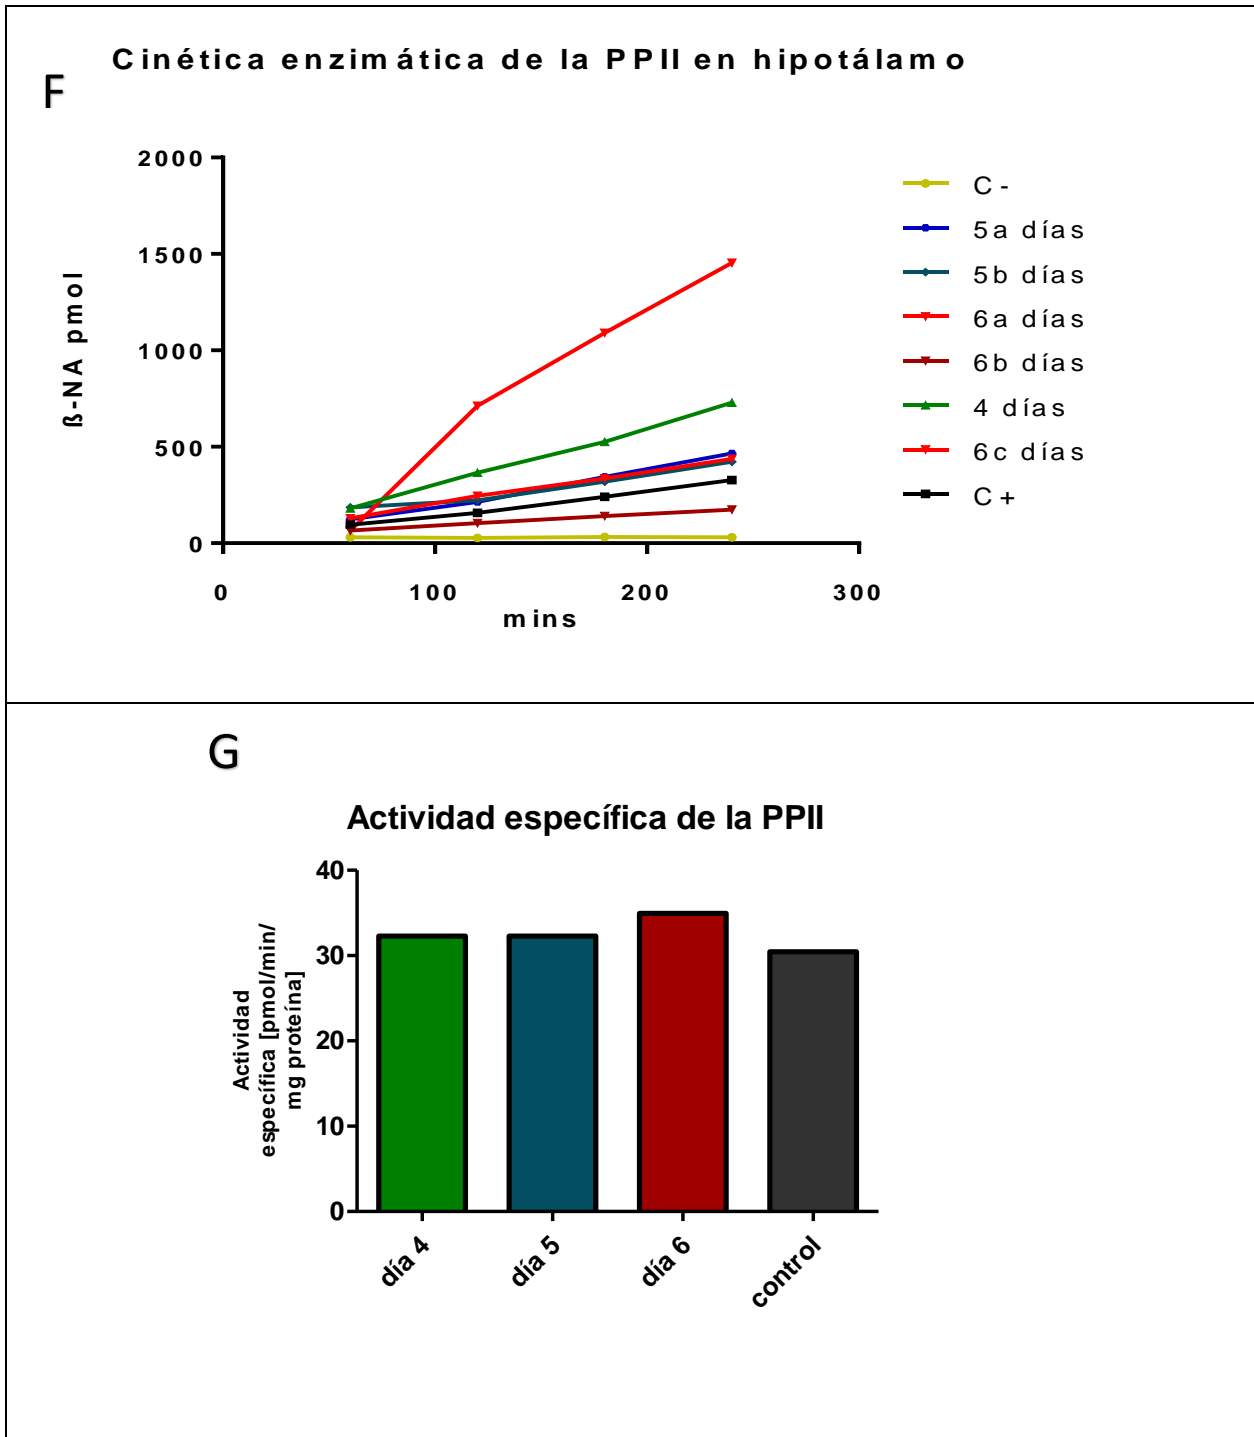 F
Cinética enzimática de la PPII en hipotálamo
2000
1500
1000
500
0
ß-NA pmol
0 100 200 300
mins
C -
5a días
5b días
6a días
6b días
4 días
6c días
C +
G
Actividad específica de la PPII
40
30
20
10
0
Actividad
específica [pmol/min/
mg proteína]
día 4
día 5
día 6
control